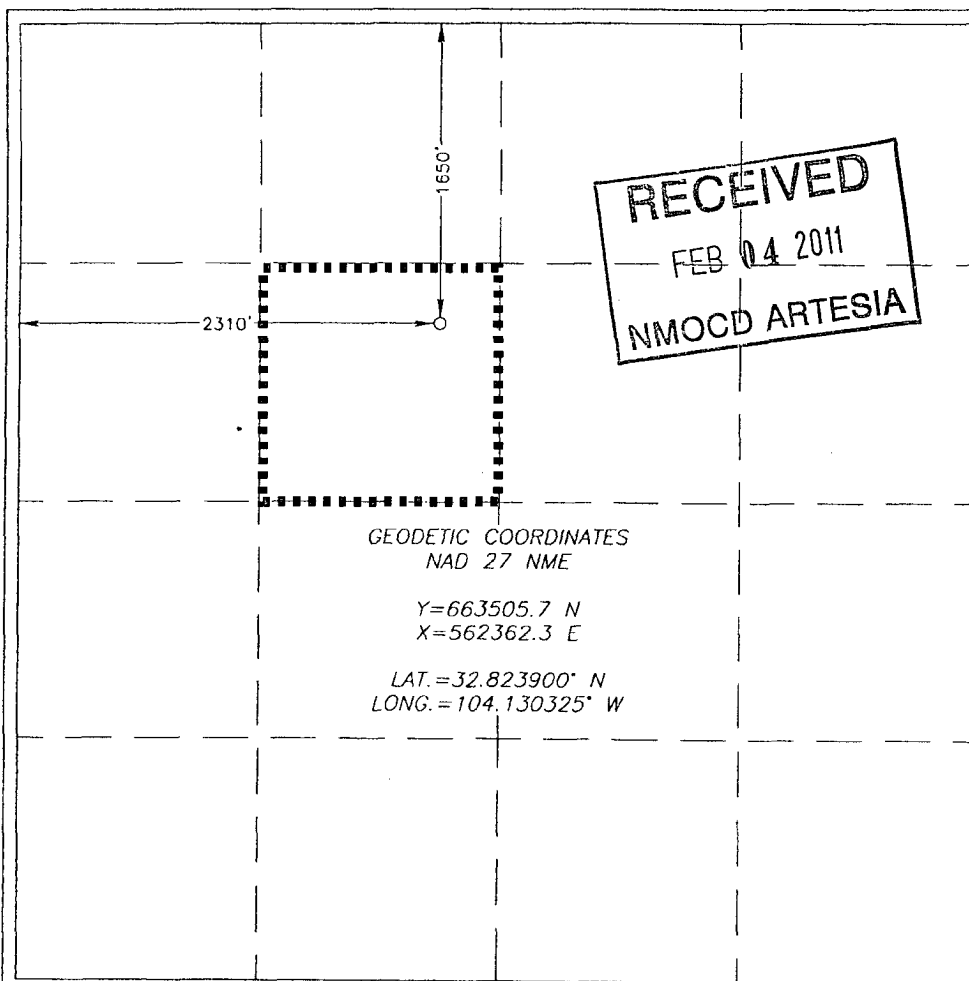 1650'
RECEIVED
FEB 04 2011
NMOCD ARTESIA
2310'
GEODETIC COORDINATES
NAD 27 NME
Y=663505.7 N
X=562362.3 E
LAT.=32.823900° N
LONG.=104.130325° W